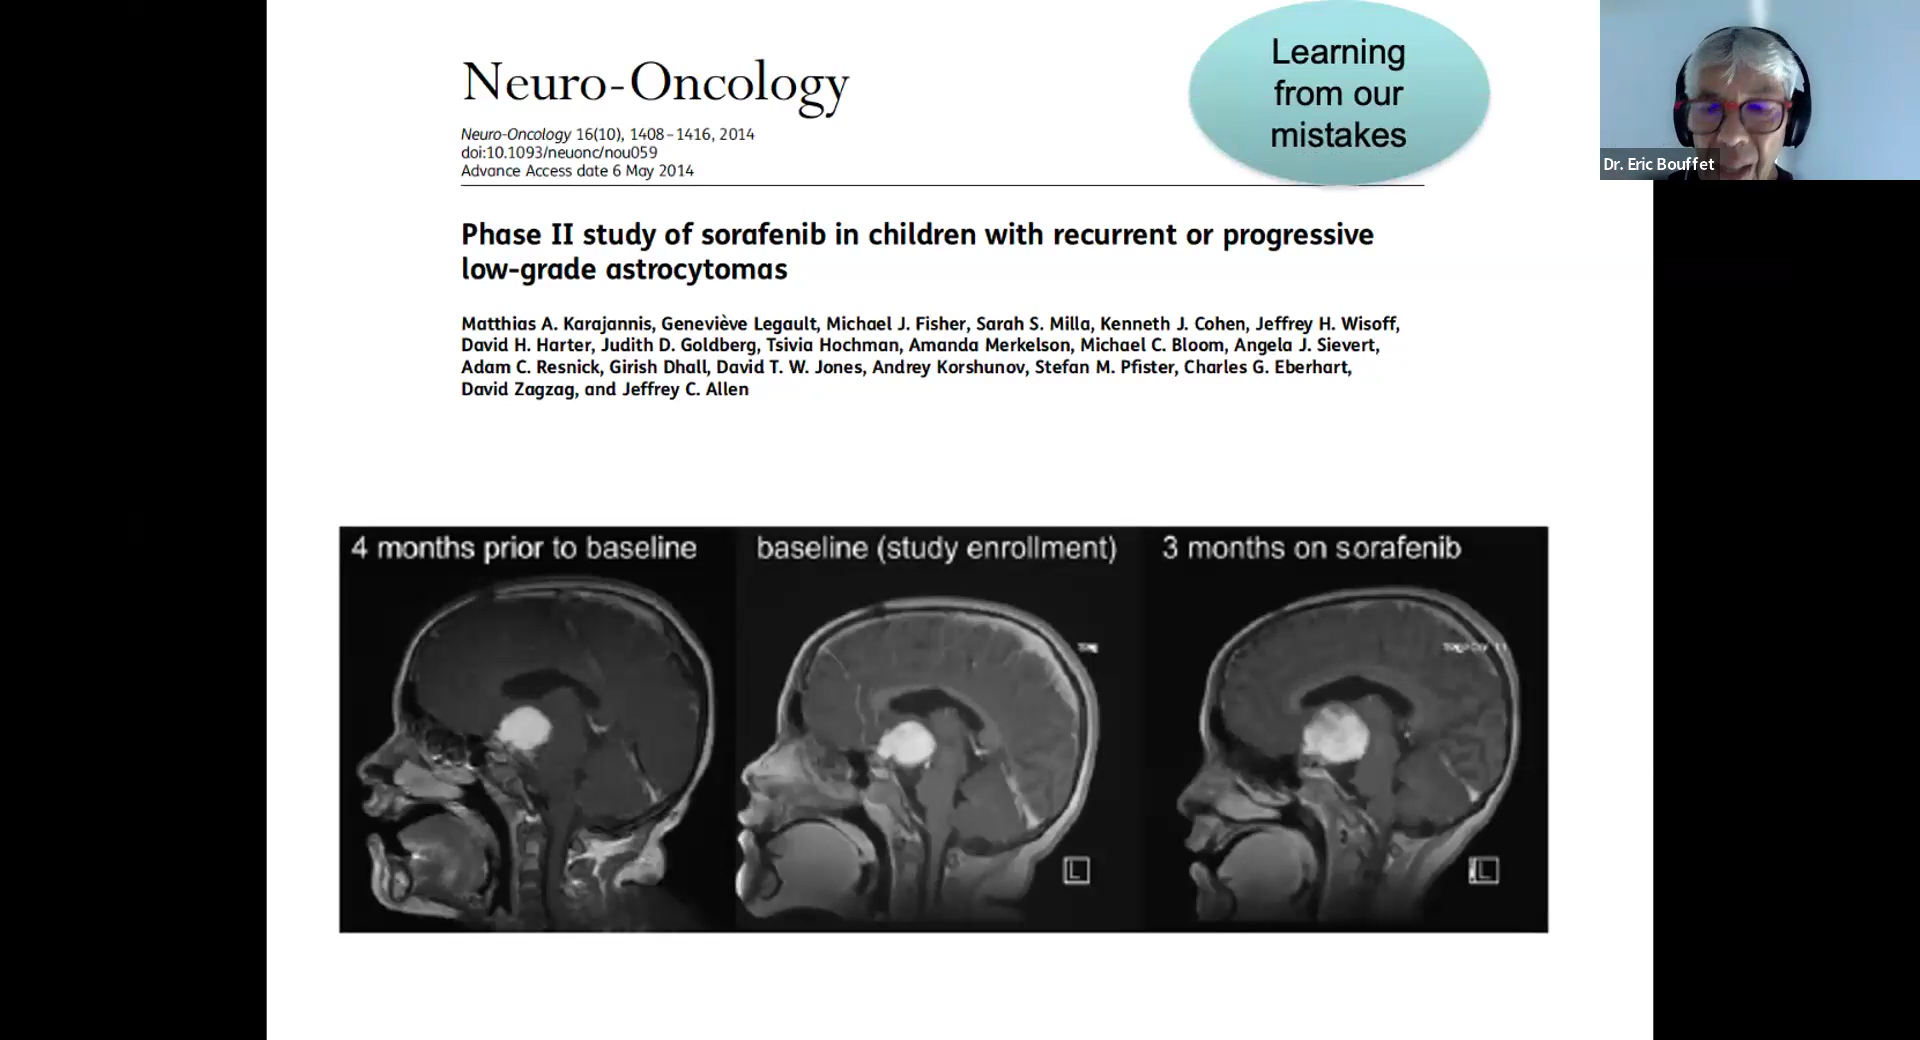 Neuro-Oncology
Neuro-Oncology 16(10), 1408–1416, 2014
doi:10.1093/neuonc/nou059
Advance Access date 6 May 2014
Learning
from our
mistakes
Dr. Eric Bouffet
Phase II study of sorafenib in children with recurrent or progressive
low-grade astrocytomas
Matthias A. Karajannis, Geneviève Legault, Michael J. Fisher, Sarah S. Milla, Kenneth J. Cohen, Jeffrey H. Wisoff,
David H. Harter, Judith D. Goldberg, Tsivia Hochman, Amanda Merkelson, Michael C. Bloom, Angela J. Sievert,
Adam C. Resnick, Girish Dhall, David T. W. Jones, Andrey Korshunov, Stefan M. Pfister, Charles G. Eberhart,
David Zagzag, and Jeffrey C. Allen
4 months prior to baseline
baseline (study enrollment)
3 months on sorafenib
L
L